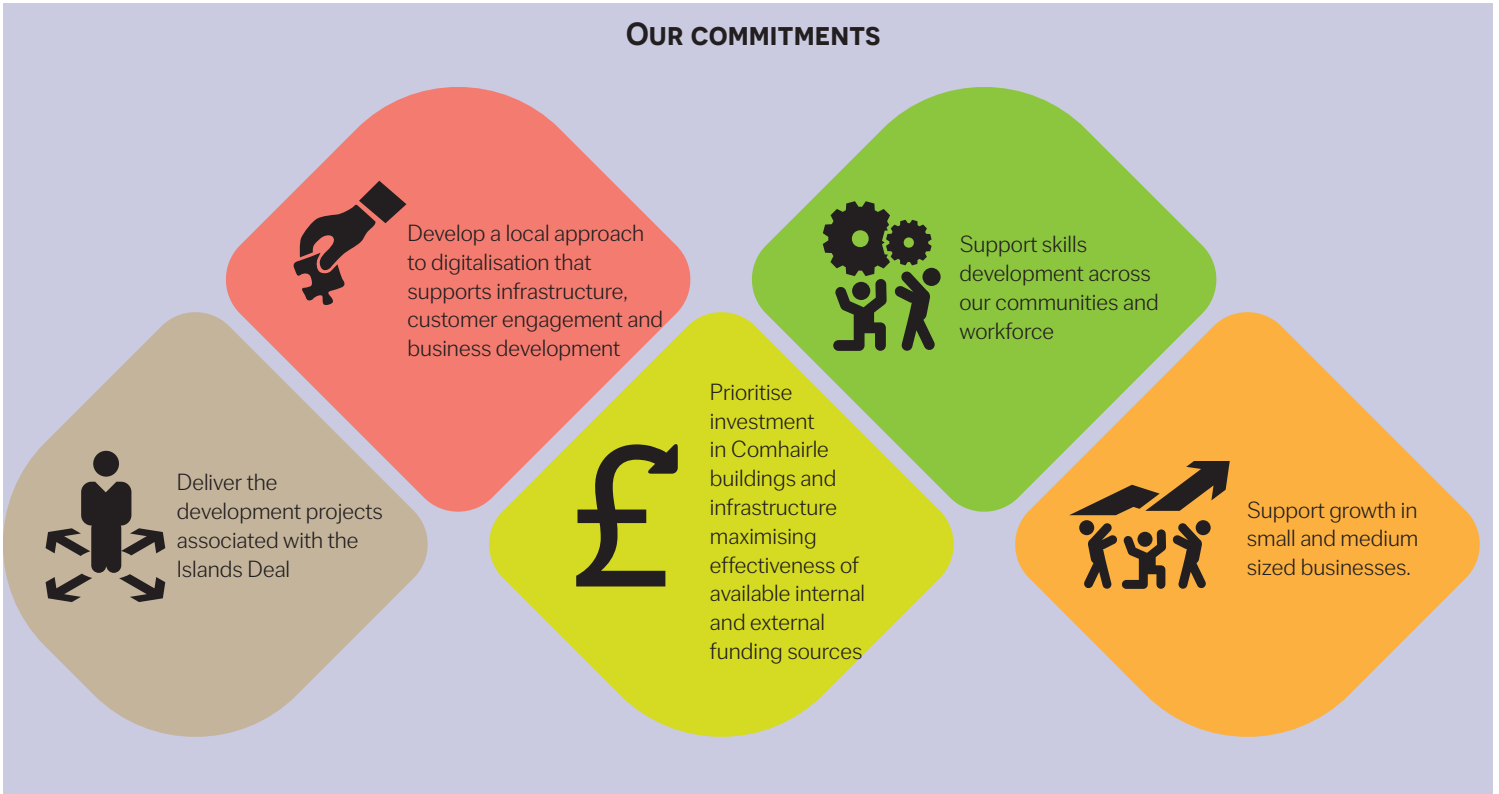 OUR COMMITMENTS
Deliver the
development projects
associated with the
Islands Deal
Develop a local approach
to digitalisation that
supports infrastructure,
customer engagement and
business development
£
Prioritise
investment
in Comhairle
buildings and
infrastructure
maximising
effectiveness of
available internal
and external
funding sources
Support skills
development across
our communities and
workforce
Support growth in
small and medium
sized businesses.